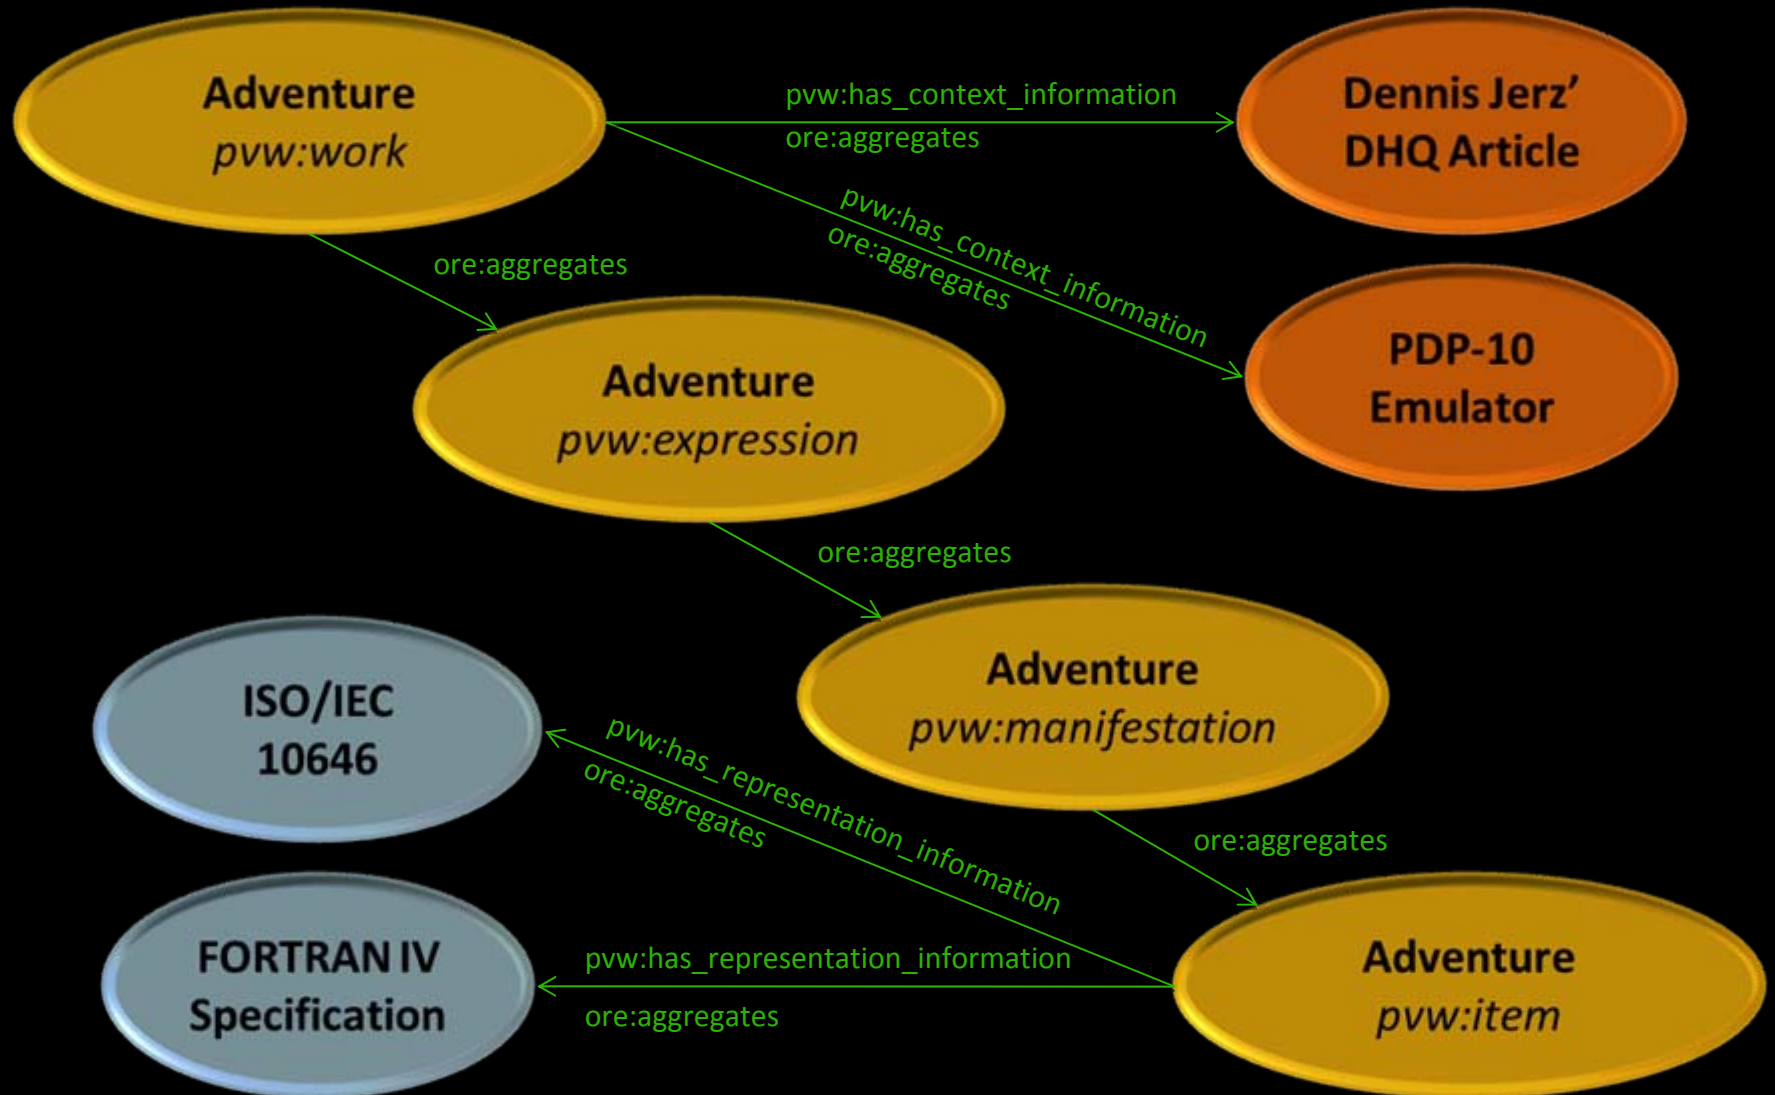 Adventure
pvw:work
pvw:has_context_information
ore:aggregates
Dennis Jerz’
DHQ Article
pvw:has_context_information
ore:aggregates
ore:aggregates
PDP-10
Emulator
Adventure
pvw:expression
ore:aggregates
Adventure
pvw:manifestation
ISO/IEC
10646
pvw:has_representation_information
ore:aggregates
ore:aggregates
FORTRAN IV
Specification
pvw:has_representation_information
ore:aggregates
Adventure
pvw:item